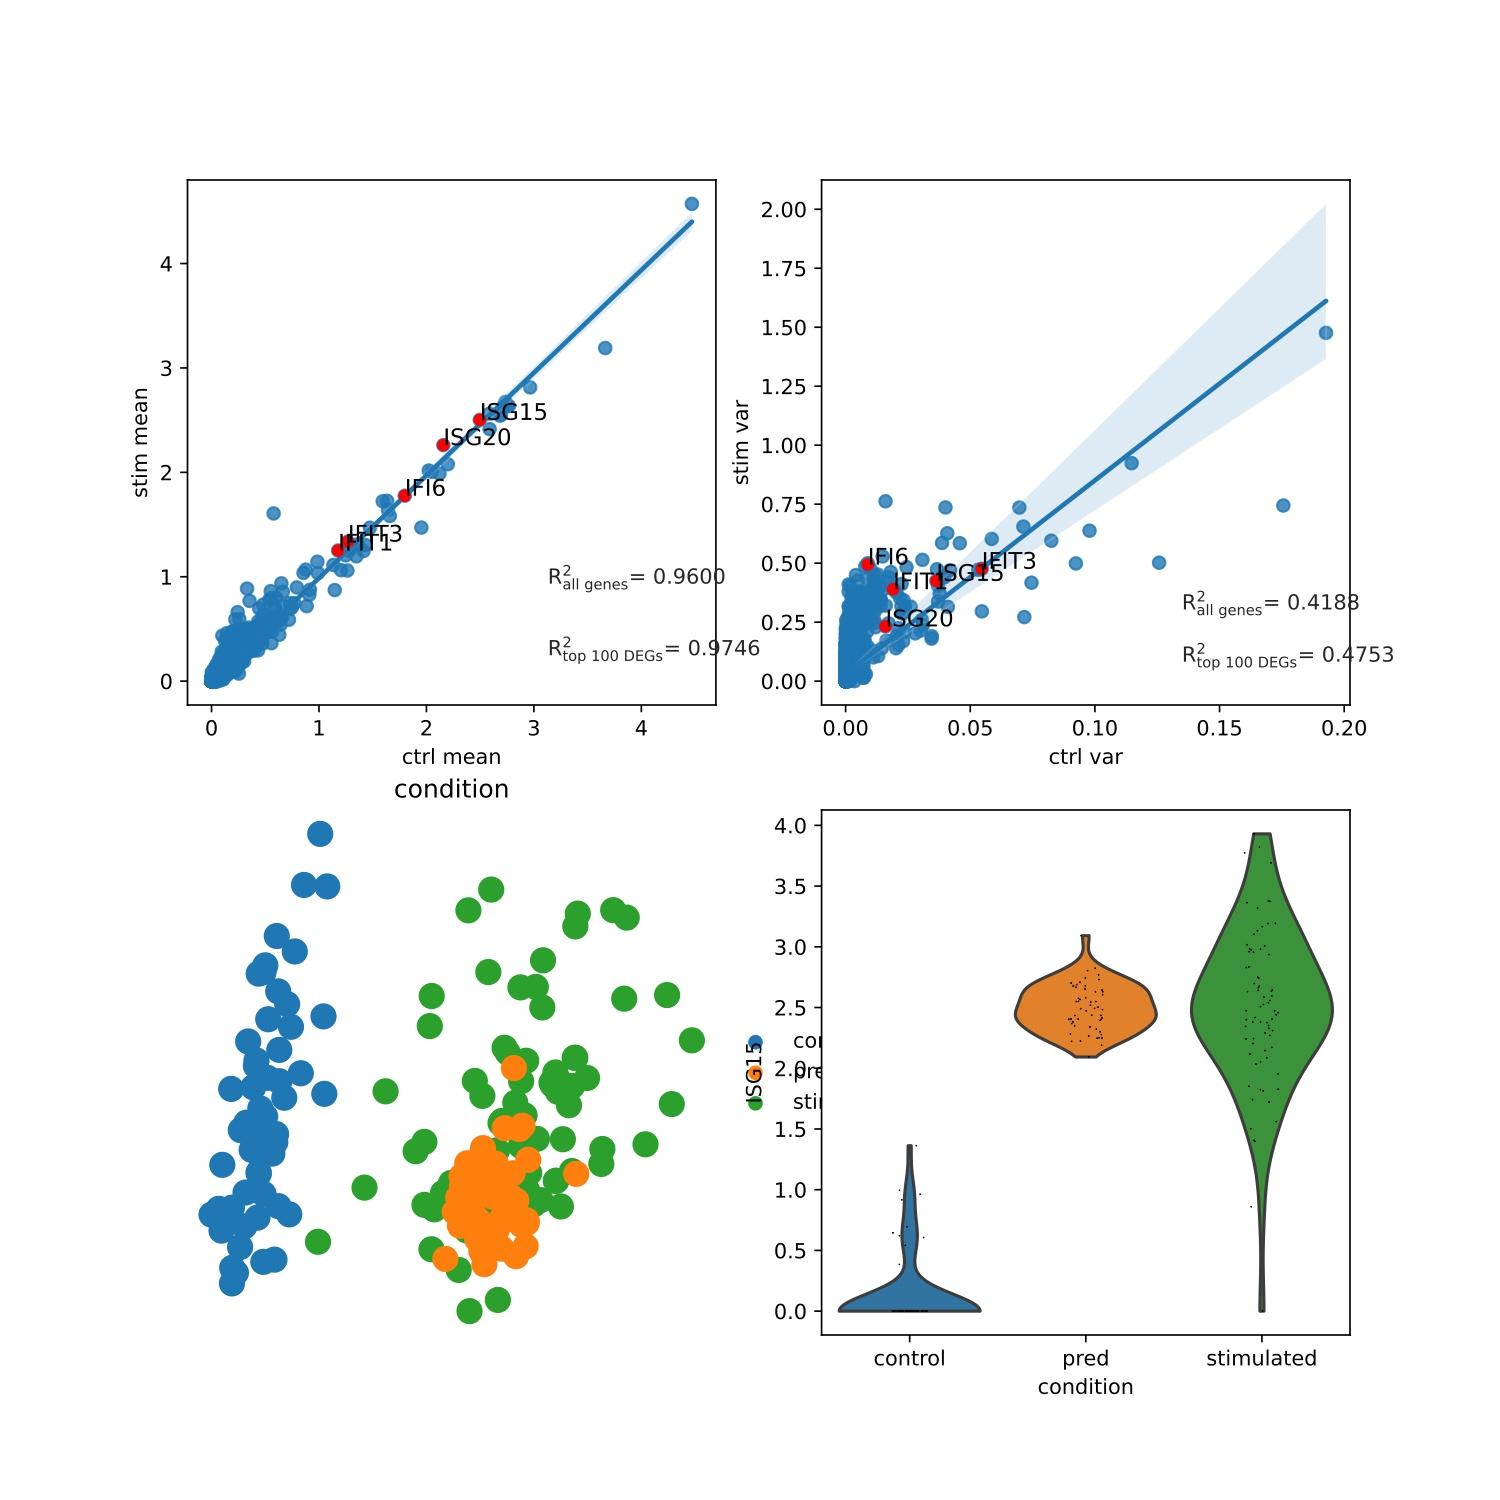 4
3
2
1
0
stim mean
ISG15
ISG20
IFI6
IFIT3
IFIT1
R²all genes= 0.9600
R²top 100 DEGs= 0.9746
0 1 2 3 4
ctrl mean
2.00
1.75
1.50
1.25
1.00
0.75
0.50
0.25
0.00
stim var
IFI6
IFIT3
ISG15
IFIT1
ISG20
R²all genes= 0.4188
R²top 100 DEGs= 0.4753
0.00 0.05 0.10 0.15 0.20
ctrl var
condition
con
pre
stin
4.0
3.5
3.0
2.5
2.0
1.5
1.0
0.5
0.0
ISG15
control pred stimulated
condition